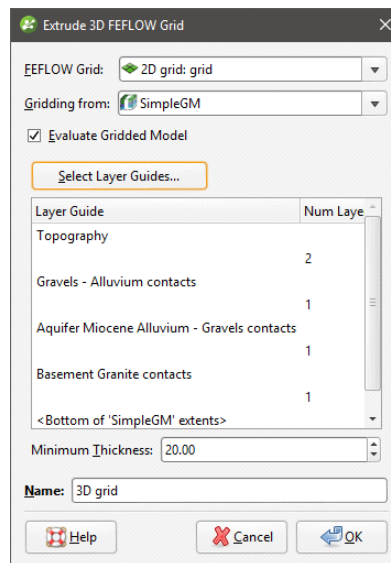 Extrude 3D FEFLOW Grid
FEFLOW Grid: 2D grid: grid
Gridding from: SimpleGM
Evaluate Gridded Model
Select Layer Guides...
Layer Guide Num Laye
Topography
2
Gravels - Alluvium contacts
1
Aquifer Miocene Alluvium - Gravels contacts
1
Basement Granite contacts
1
<Bottom of 'SimpleGM' extents>
Minimum Thickness: 20.00
Name: 3D grid
Help Cancel OK